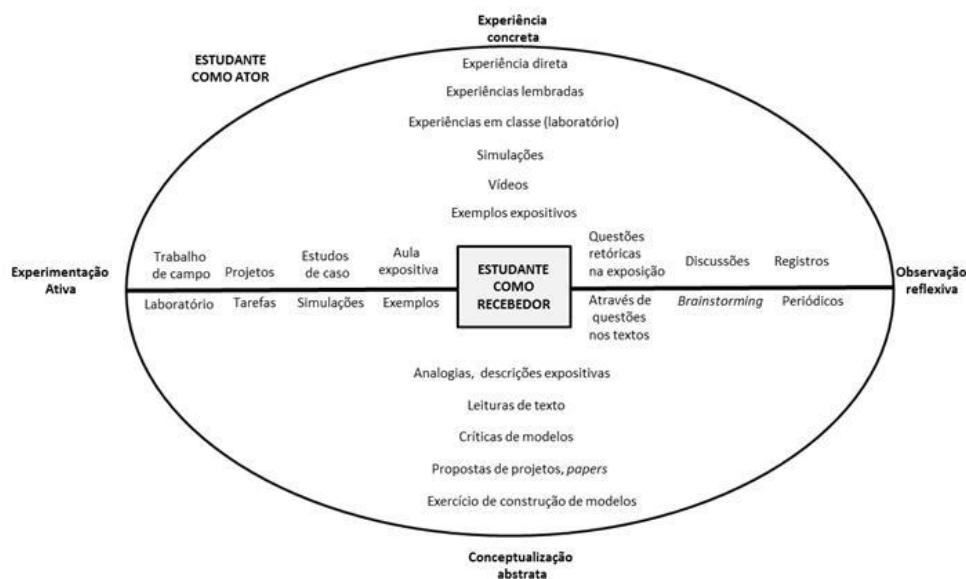 Experiência
concreta
ESTUDANTE
COMO ATOR
Experiência direta
Experiências lembradas
Experiências em classe (laboratório)
Simulações
Vídeos
Exemplos expositivos
Experimentação
Ativa
Trabalho
de campo
Projetos
Estudos
de caso
Aula
expositiva
Laboratório
Tarefas
Simulações
Exemplos
ESTUDANTE
COMO
RECEBEDOR
Questões
retóricas
na exposição
Discussões
Registros
Através de
questões
nos textos
Brainstorming
Periódicos
Observação
reflexiva
Analogias, descrições expositivas
Leituras de texto
Críticas de modelos
Propostas de projetos, papers
Exercício de construção de modelos
Conceptualização
abstrata